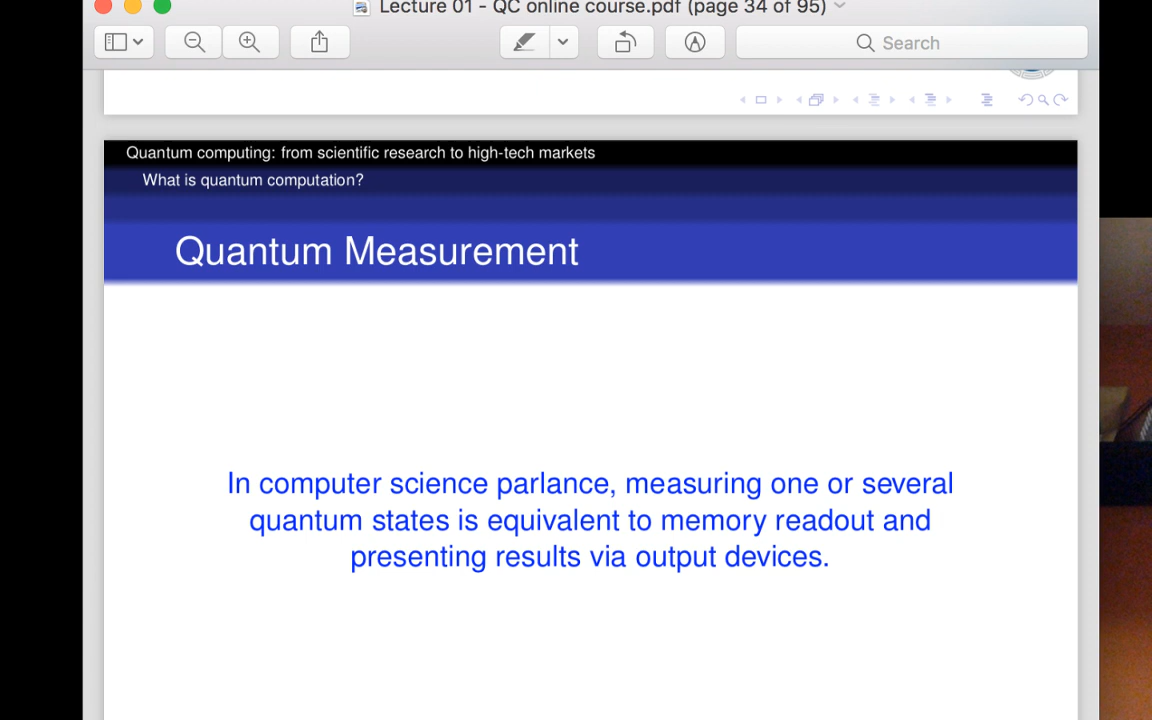 Lecture 01 - QC online course.pdf (page 34 of 95)
Search
Quantum computing: from scientific research to high-tech markets
What is quantum computation?
Quantum Measurement
In computer science parlance, measuring one or several
quantum states is equivalent to memory readout and
presenting results via output devices.